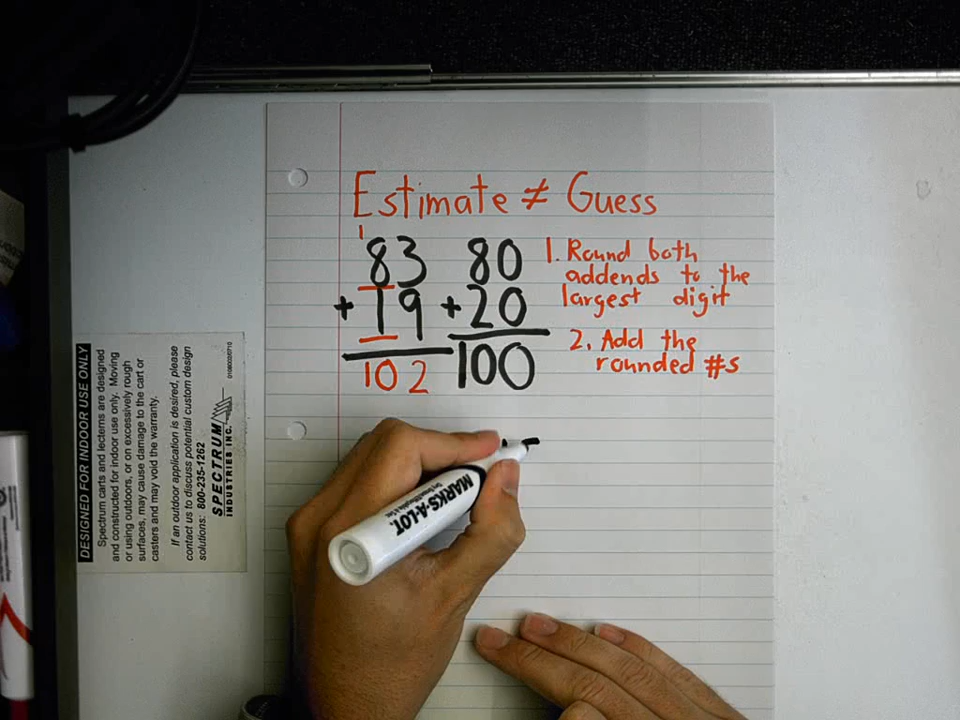 Estimate ≠ Guess
1
83 80
+19 +20
102 100
1. Round both
addends to the
largest digit
2. Add the
rounded #s
MARKS-A-LOT
DESIGNED FOR INDOOR USE ONLY
Spectrum carts and lecterns are designed
and constructed for indoor use only. Moving
or using outdoors, or on excessively rough
surfaces, may cause damage to the cart or
casters and may void the warranty.
If an outdoor application is desired, please
contact us to discuss potential custom design
solutions: 800-235-1262
SPECTRUM
INDUSTRIES INC.